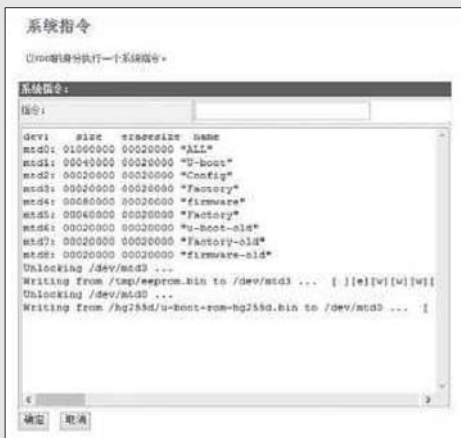 系统指令
以root的身分执行一个系统指令。
系统指令:
指令:
dev: size erasesize name
mtd0: 01000000 00020000 "ALL"
mtd1: 00040000 00020000 "U-boot"
mtd2: 00020000 00020000 "Config"
mtd3: 00020000 00020000 "Factory"
mtd4: 00080000 00020000 "firmware"
mtd5: 00060000 00020000 "Factory"
mtd6: 00020000 00020000 "u-boot-old"
mtd7: 00020000 00020000 "Factory-old"
mtd8: 00020000 00020000 "firmware-old"
Unlocking /dev/mtd3 ...
Writing from /tmp/eeprom.bin to /dev/mtd3 ... [ ][e][w][w][w][
Unlocking /dev/mtd0 ...
Writing from /hg255d/u-boot-rom-hg255d.bin to /dev/mtd0 ... [
确定 取消